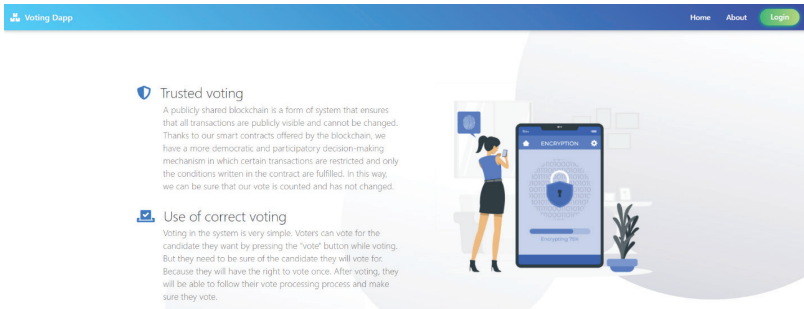 Voting Dapp
Home About Login
Trusted voting
A publicly shared blockchain is a form of system that ensures
that all transactions are publicly visible and cannot be changed.
Thanks to our smart contracts offered by the blockchain, we
have a more democratic and participatory decision-making
mechanism in which certain transactions are restricted and only
the conditions written in the contract are fulfilled. In this way,
we can be sure that our vote is counted and has not changed.
Use of correct voting
Voting in the system is very simple. Voters can vote for the
candidate they want by pressing the "vote" button while voting.
But they need to be sure of the candidate they will vote for.
Because they will have the right to vote once. After voting, they
will be able to follow their vote processing process and make
sure they vote.
ENCRYPTION